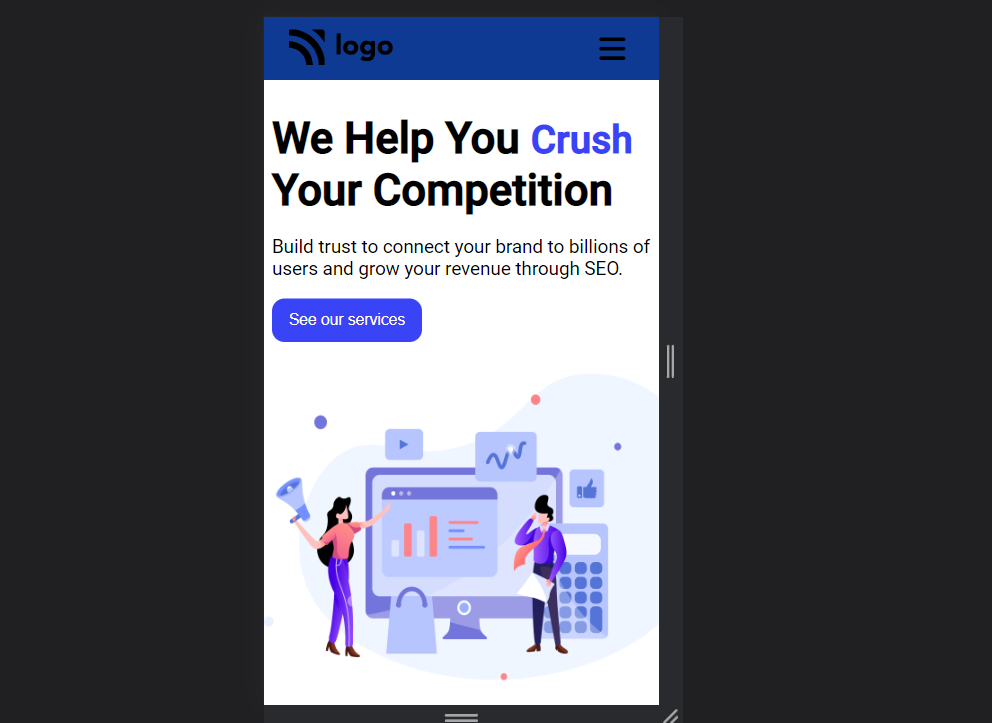 logo
We Help You Crush
Your Competition
Build trust to connect your brand to billions of
users and grow your revenue through SEO.
See our services